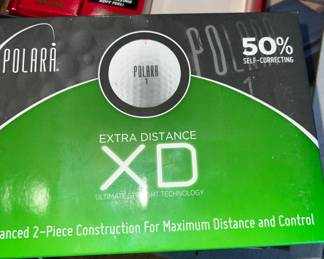 POLARA
POLARA
50%
SELF-CORRECTING
POLARA
1
1
EXTRA DISTANCE
XD
ULTIMATE STRAIGHT TECHNOLOGY
2-Piece Construction For Maximum Distance and Control